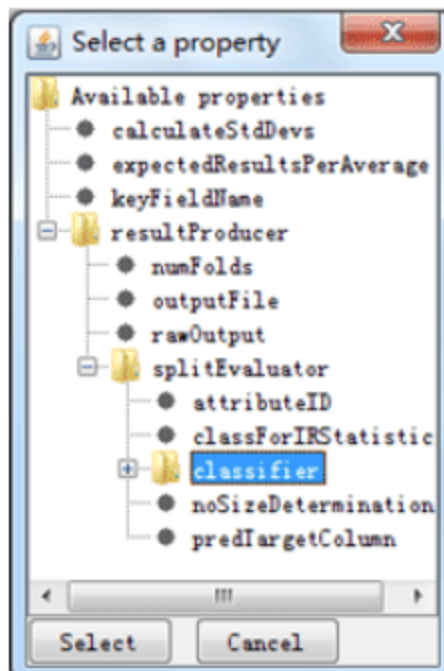 Select a property
Available properties
calculateStdDevs
expectedResultsPerAverage
keyFieldName
resultProducer
numFolds
outputFile
rawOutput
splitEvaluator
attributeID
classForIRStatistic
classifier
noSizeDetermination
predTargetColumn
Select Cancel